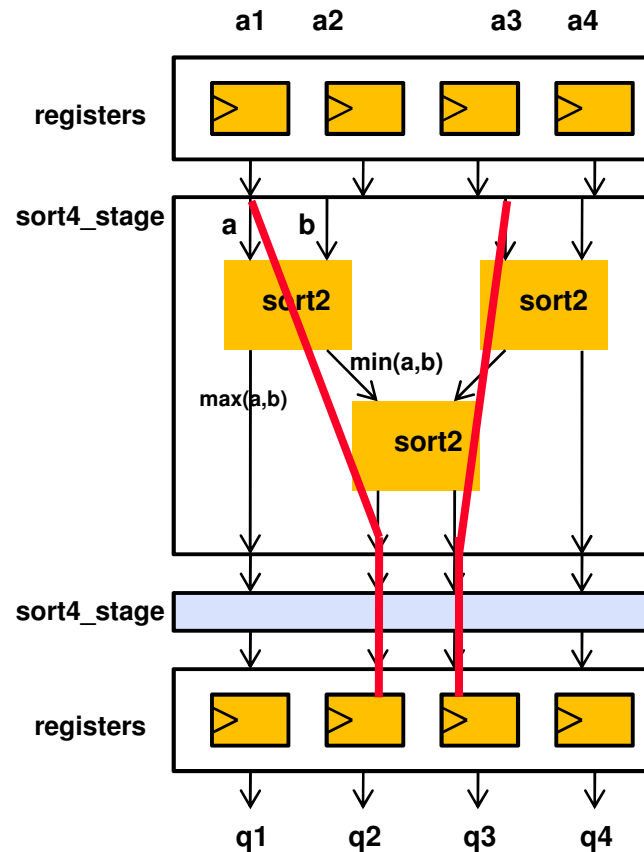 a1 a2 a3 a4
registers
sort4_stage
a b
sort2 sort2
min(a,b)
max(a,b)
sort2
sort4_stage
registers
q1 q2 q3 q4